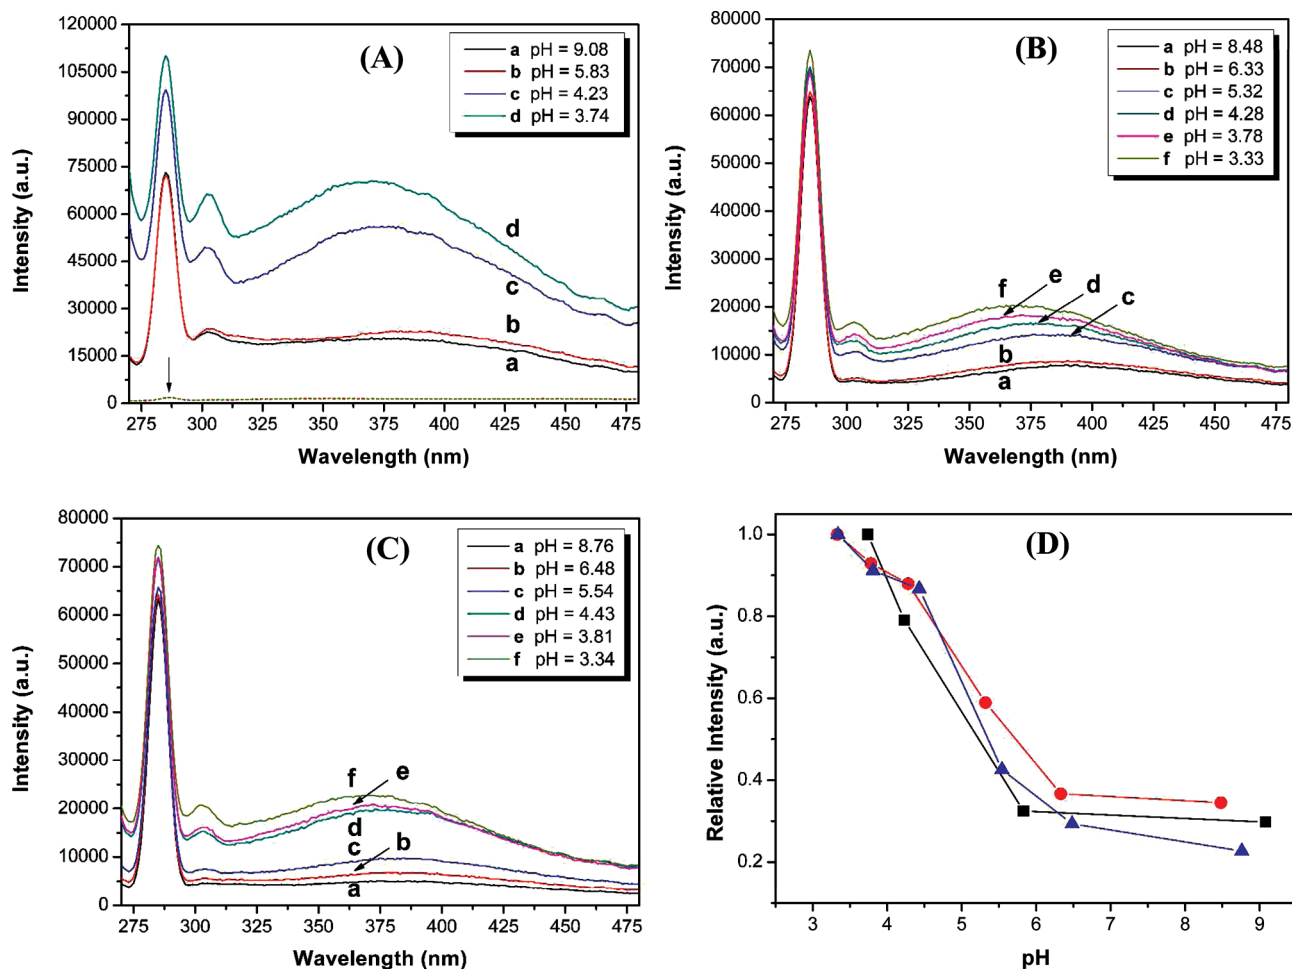 (A)
a pH = 9.08
b pH = 5.83
c pH = 4.23
d pH = 3.74
120000
105000
90000
75000
60000
45000
30000
15000
0
Intensity (a.u.)
d
c
b
a
275 300 325 350 375 400 425 450 475
Wavelength (nm)
(B)
a pH = 8.48
b pH = 6.33
c pH = 5.32
d pH = 4.28
e pH = 3.78
f pH = 3.33
80000
70000
60000
50000
40000
30000
20000
10000
0
Intensity (a.u.)
f e d c
b
a
275 300 325 350 375 400 425 450 475
Wavelength (nm)
(C)
a pH = 8.76
b pH = 6.48
c pH = 5.54
d pH = 4.43
e pH = 3.81
f pH = 3.34
80000
70000
60000
50000
40000
30000
20000
10000
0
Intensity (a.u.)
f e
d
c b
a
275 300 325 350 375 400 425 450 475
Wavelength (nm)
(D)
1.0
0.8
0.6
0.4
0.2
Relative Intensity (a.u.)
3 4 5 6 7 8 9
pH